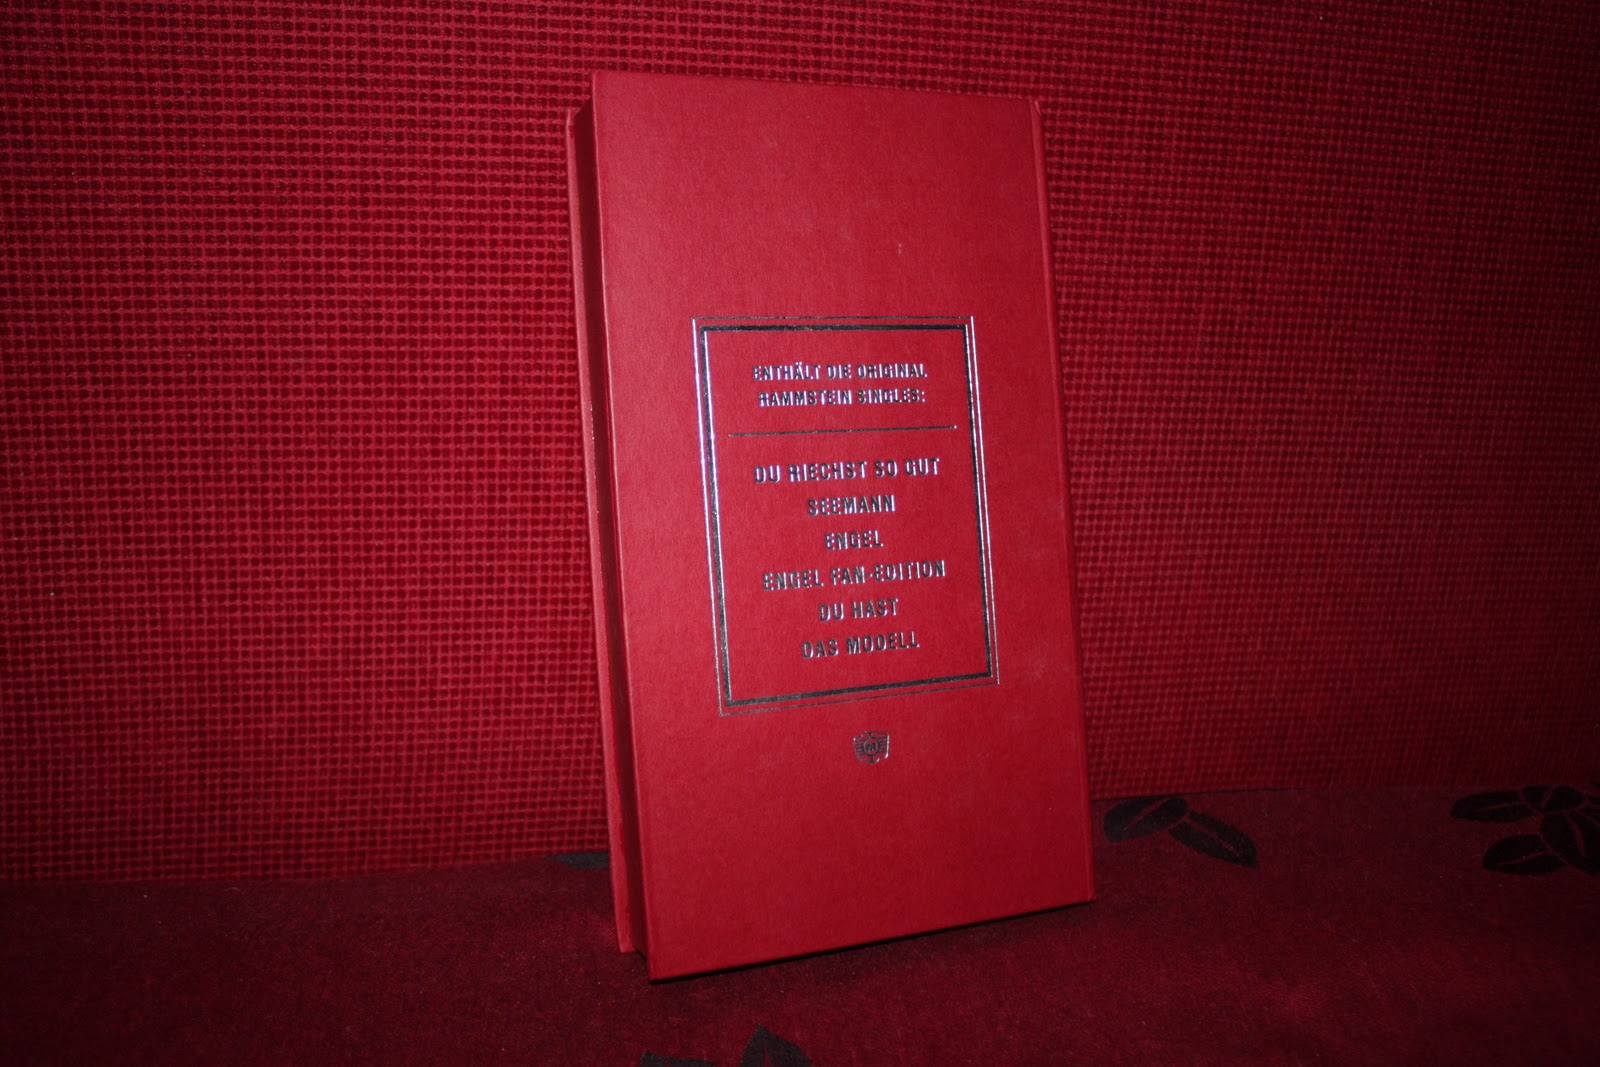 ENTHÄLT DIE ORIGINAL
RAMMSTEIN SINGLES:
DU RIECHST SO GUT
SEEMANN
ENGEL
ENGEL FAN-EDITION
DU HAST
DAS MODELL
M